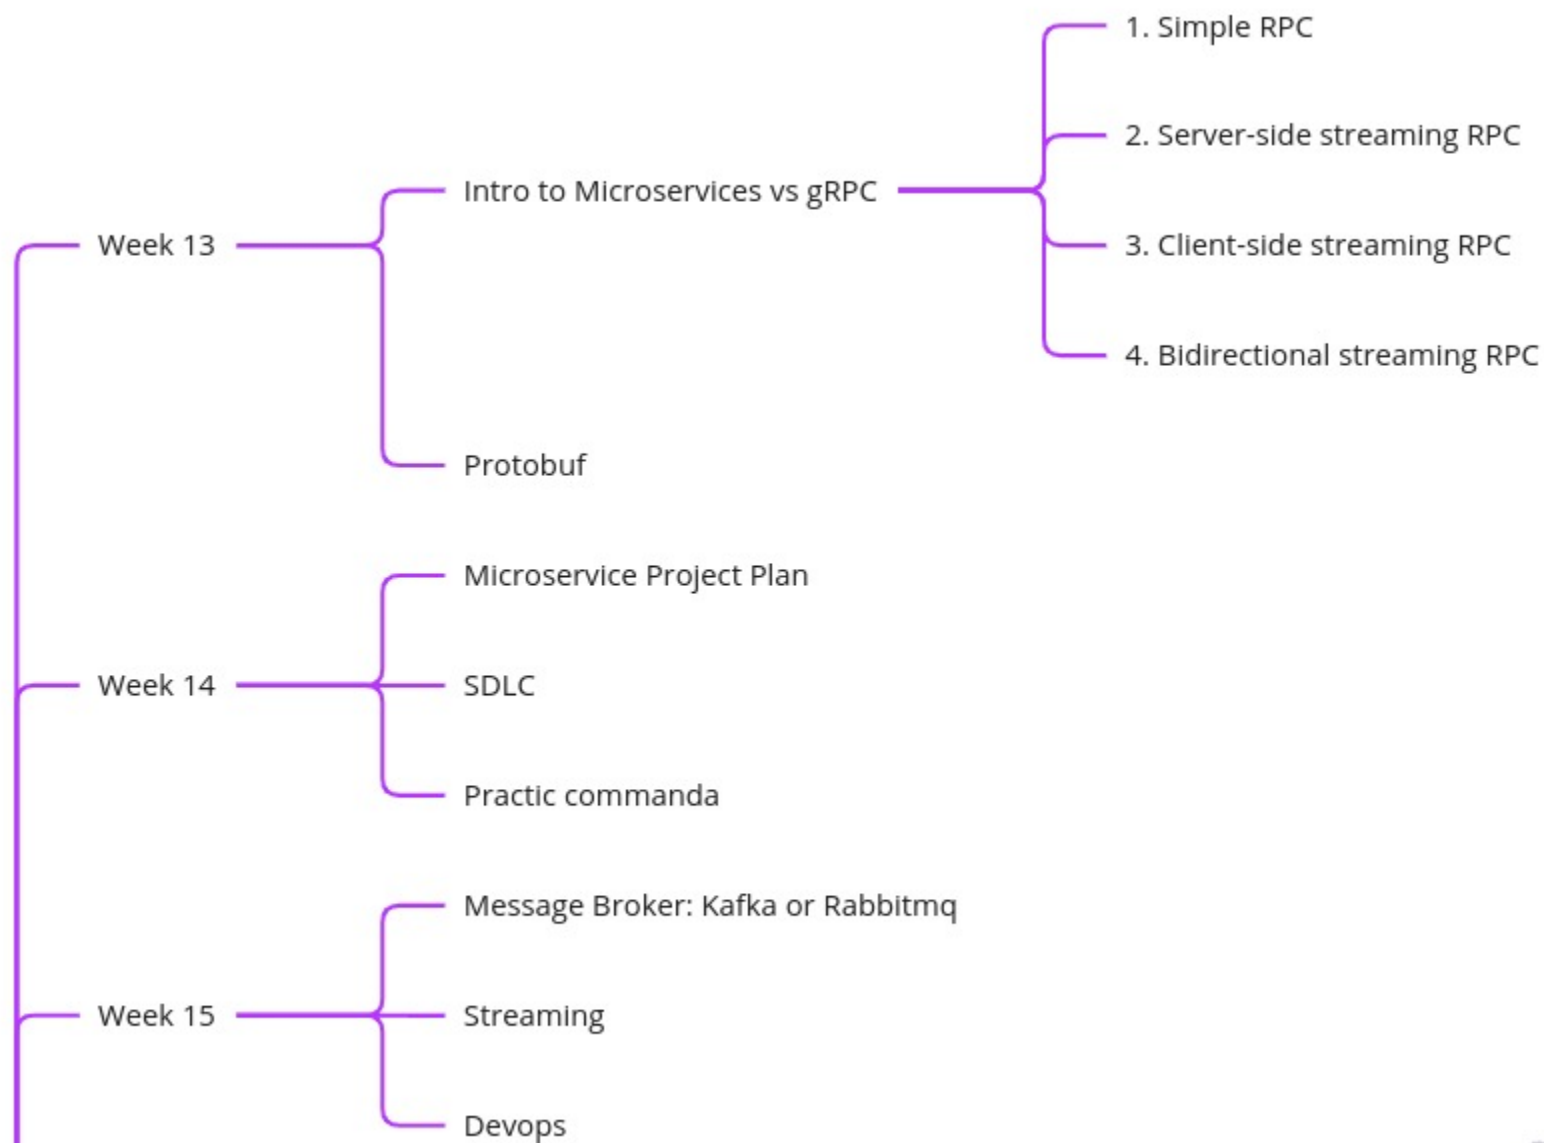 Week 13
Intro to Microservices vs gRPC
1. Simple RPC
2. Server-side streaming RPC
3. Client-side streaming RPC
4. Bidirectional streaming RPC
Protobuf
Week 14
Microservice Project Plan
SDLC
Practic commanda
Week 15
Message Broker: Kafka or Rabbitmq
Streaming
Devops